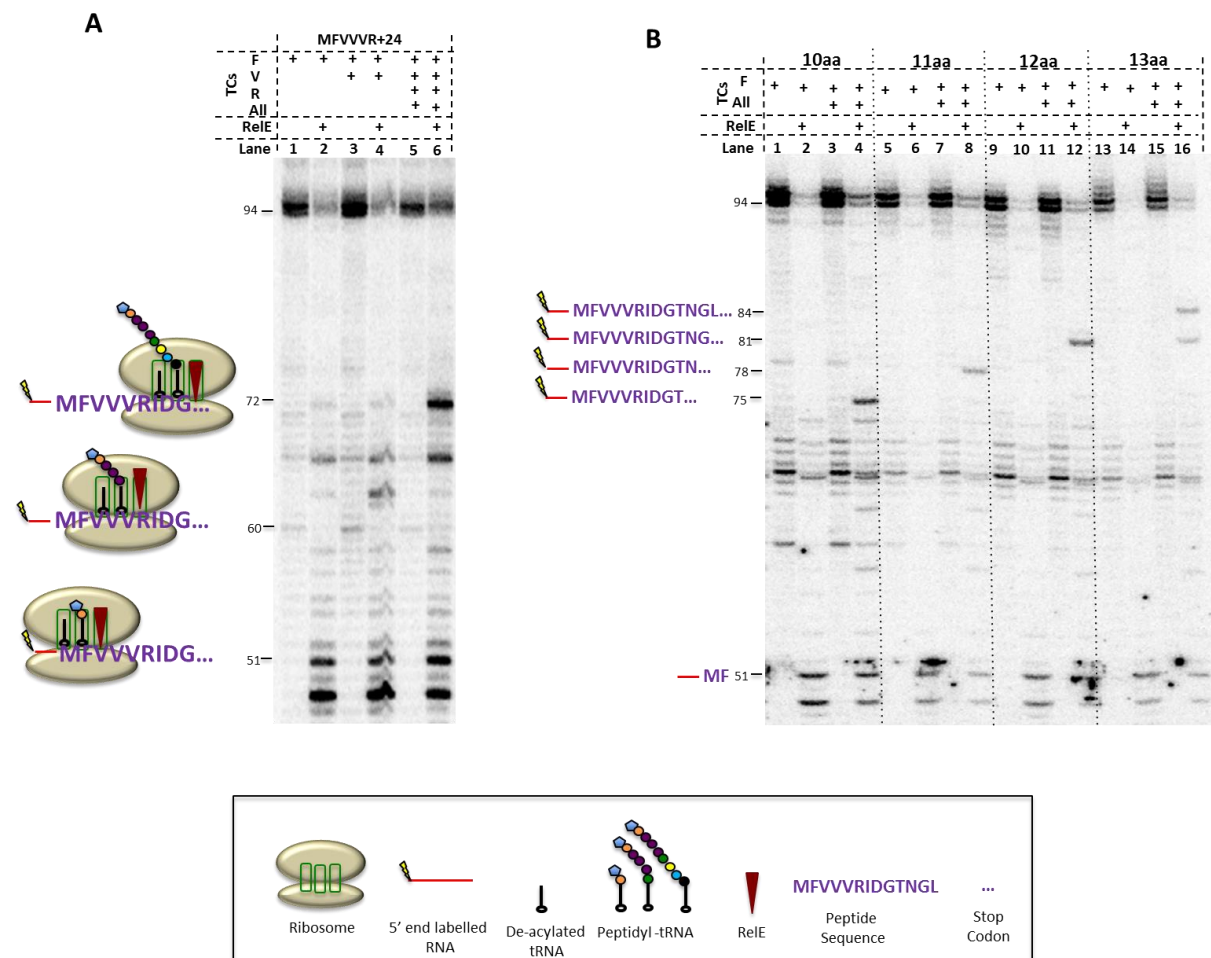 A
MFVVVR+24
TCs
F + + + +
V + + + +
R + +
All + +
RelE + + +
Lane 1 2 3 4 5 6
94
72
60
51
MFVVVRIDG...
MFVVVRIDG...
MFVVVRIDG...
B
10aa 11aa 12aa 13aa
TCs
F + + + + + + + + + + + + + + + +
All + + + + + + + +
RelE + + + + + + + +
Lane 1 2 3 4 5 6 7 8 9 10 11 12 13 14 15 16
94
MFVVVRIDGTNGL... 84
MFVVVRIDGTNG... 81
MFVVVRIDGTN... 78
MFVVVRIDGT... 75
MF 51
MFVVVRIDGTNGL ...
Ribosome
5' end labelled
RNA
De-acylated
tRNA
Peptidyl-tRNA
RelE
Peptide
Sequence
Stop
Codon